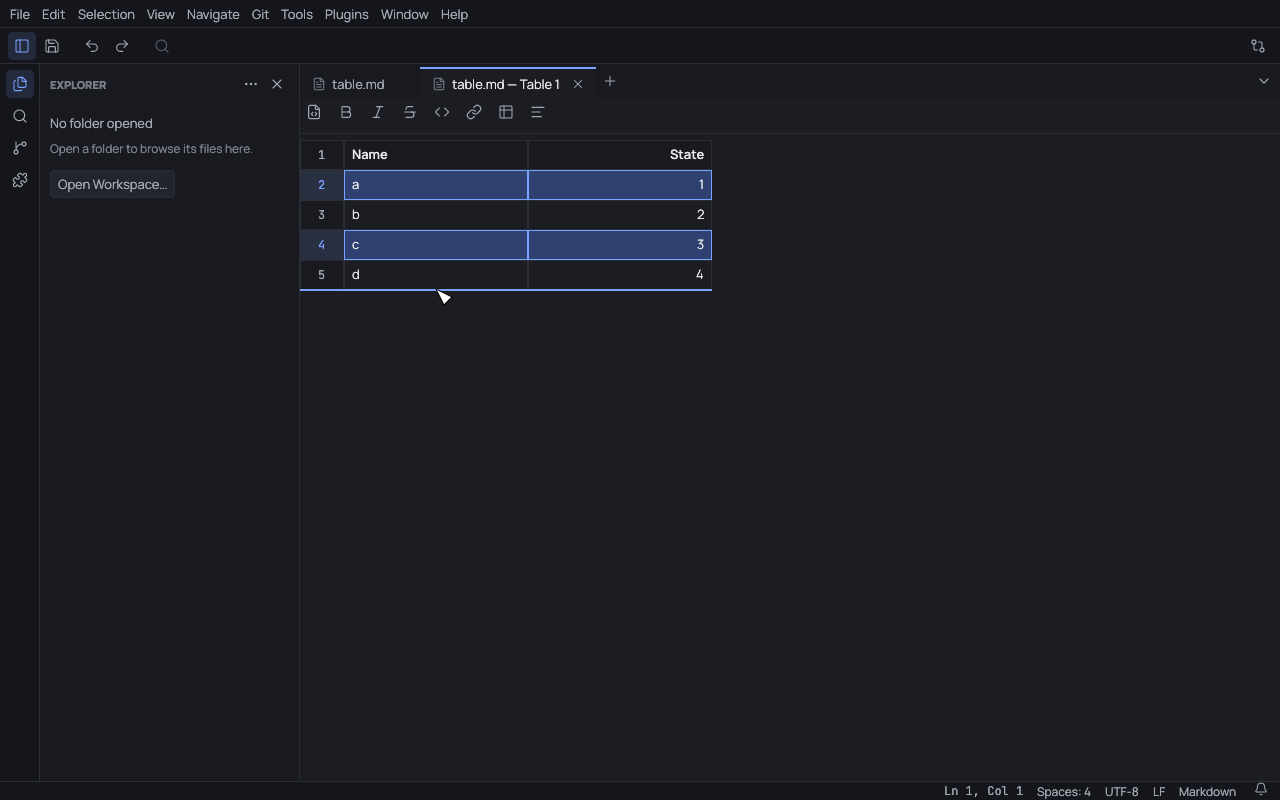 File Edit Selection View Navigate Git Tools Plugins Window Help
EXPLORER
No folder opened
Open a folder to browse its files here.
Open Workspace...
table.md
table.md — Table 1
1 Name State
2 a 1
3 b 2
4 c 3
5 d 4
Ln 1, Col 1 Spaces: 4 UTF-8 LF Markdown